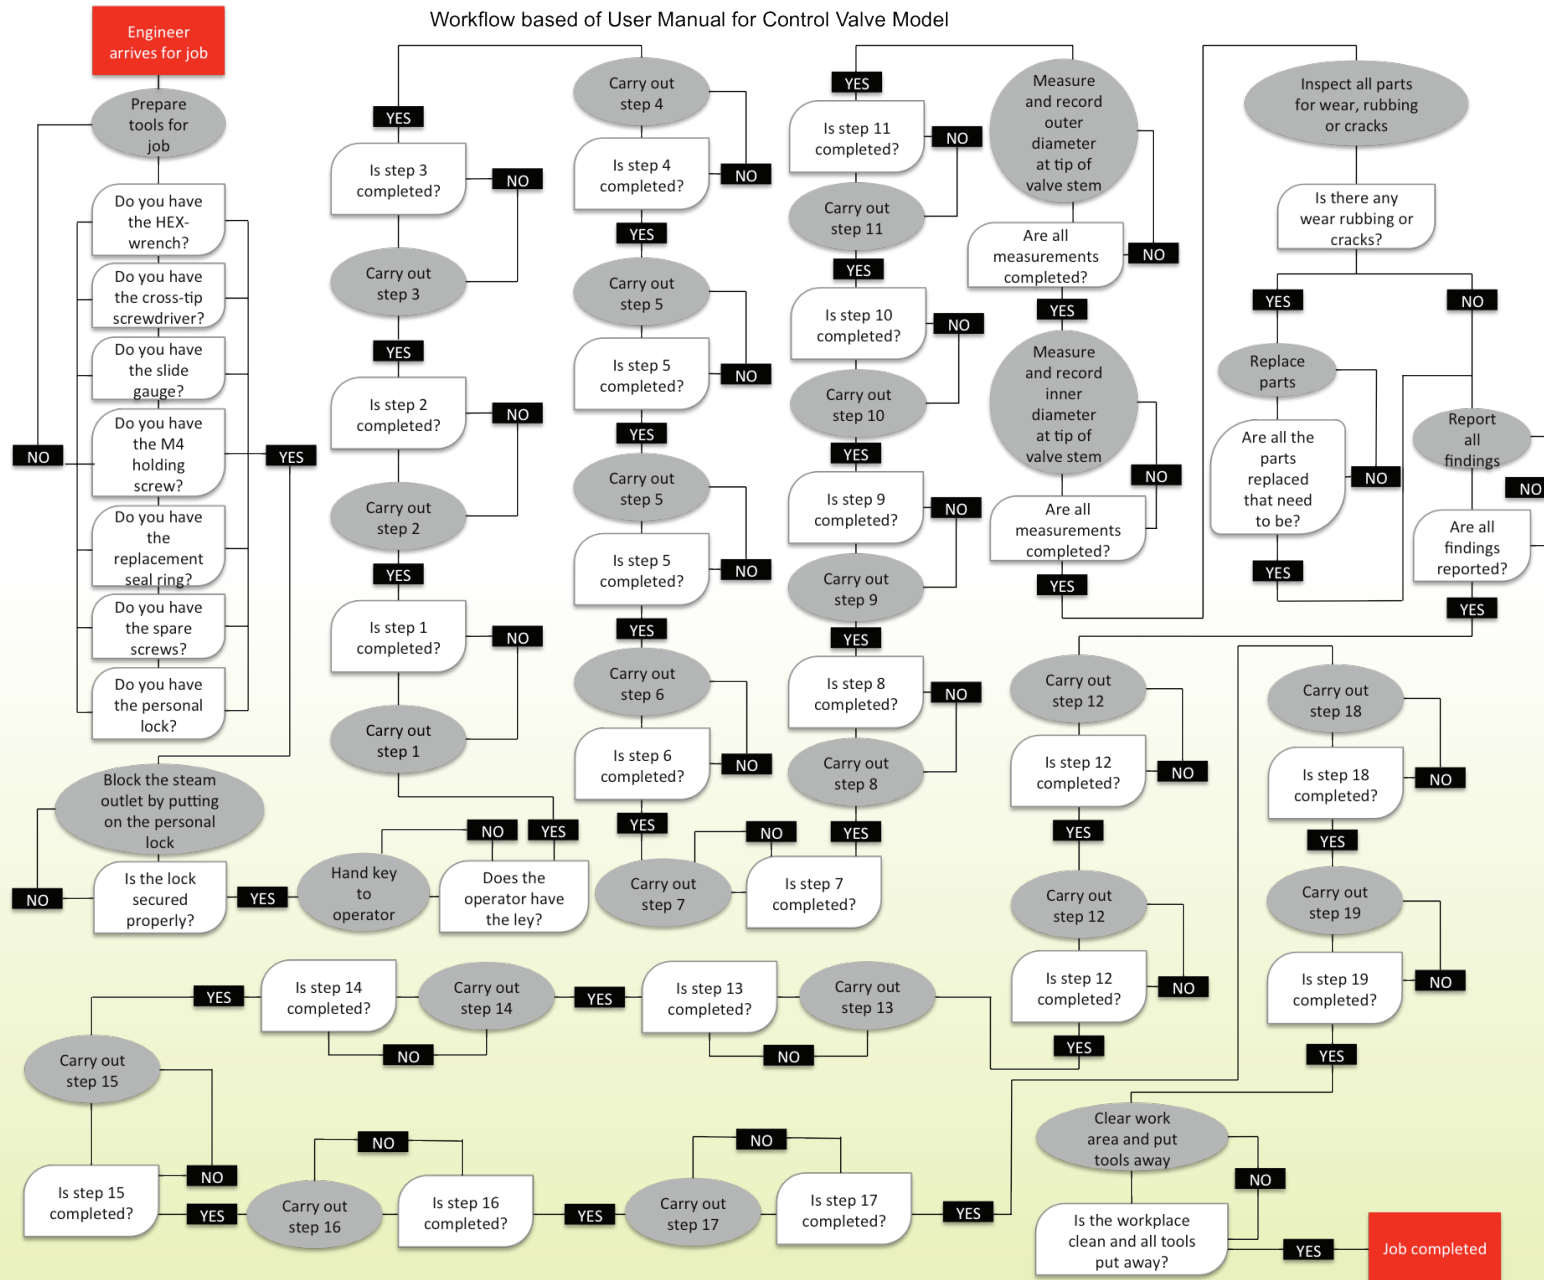 Workflow based of User Manual for Control Valve Model
Engineer
arrives for job
Prepare
tools for
job
Do you have
the HEX-
wrench?
Do you have
the cross-tip
screwdriver?
Do you have
the slide
gauge?
Do you have
the M4
holding
screw?
Do you have
the
replacement
seal ring?
Do you have
the spare
screws?
Do you have
the personal
lock?
NO
YES
Block the steam
outlet by putting
on the personal
lock
Is the lock
secured
properly?
NO
YES
Hand key
to
operator
NO
YES
Does the
operator have
the ley?
Carry out
step 1
Is step 1
completed?
NO
YES
Carry out
step 2
Is step 2
completed?
NO
YES
Carry out
step 3
Is step 3
completed?
NO
YES
Carry out
step 4
Is step 4
completed?
NO
YES
Carry out
step 5
Is step 5
completed?
NO
YES
Carry out
step 5
Is step 5
completed?
NO
YES
Carry out
step 6
Is step 6
completed?
NO
YES
Carry out
step 7
NO
Is step 7
completed?
YES
Carry out
step 8
Is step 8
completed?
NO
YES
Carry out
step 9
Is step 9
completed?
NO
YES
Carry out
step 10
Is step 10
completed?
NO
YES
Carry out
step 11
Is step 11
completed?
NO
YES
Measure
and record
outer
diameter
at tip of
valve stem
Are all
measurements
completed?
NO
YES
Measure
and record
inner
diameter
at tip of
valve stem
NO
Are all
measurements
completed?
YES
Inspect all parts
for wear, rubbing
or cracks
Is there any
wear rubbing or
cracks?
YES
NO
Replace
parts
Are all the
parts
replaced
that need
to be?
NO
YES
Report
all
findings
NO
Are all
findings
reported?
YES
Carry out
step 12
Is step 12
completed?
NO
YES
Carry out
step 12
Is step 12
completed?
NO
YES
Carry out
step 13
Is step 13
completed?
NO
YES
Carry out
step 14
Is step 14
completed?
NO
YES
Carry out
step 15
NO
Is step 15
completed?
YES
Carry out
step 16
NO
Is step 16
completed?
YES
Carry out
step 17
NO
Is step 17
completed?
YES
Carry out
step 18
Is step 18
completed?
NO
YES
Carry out
step 19
Is step 19
completed?
NO
YES
Clear work
area and put
tools away
NO
Is the workplace
clean and all tools
put away?
YES
Job completed